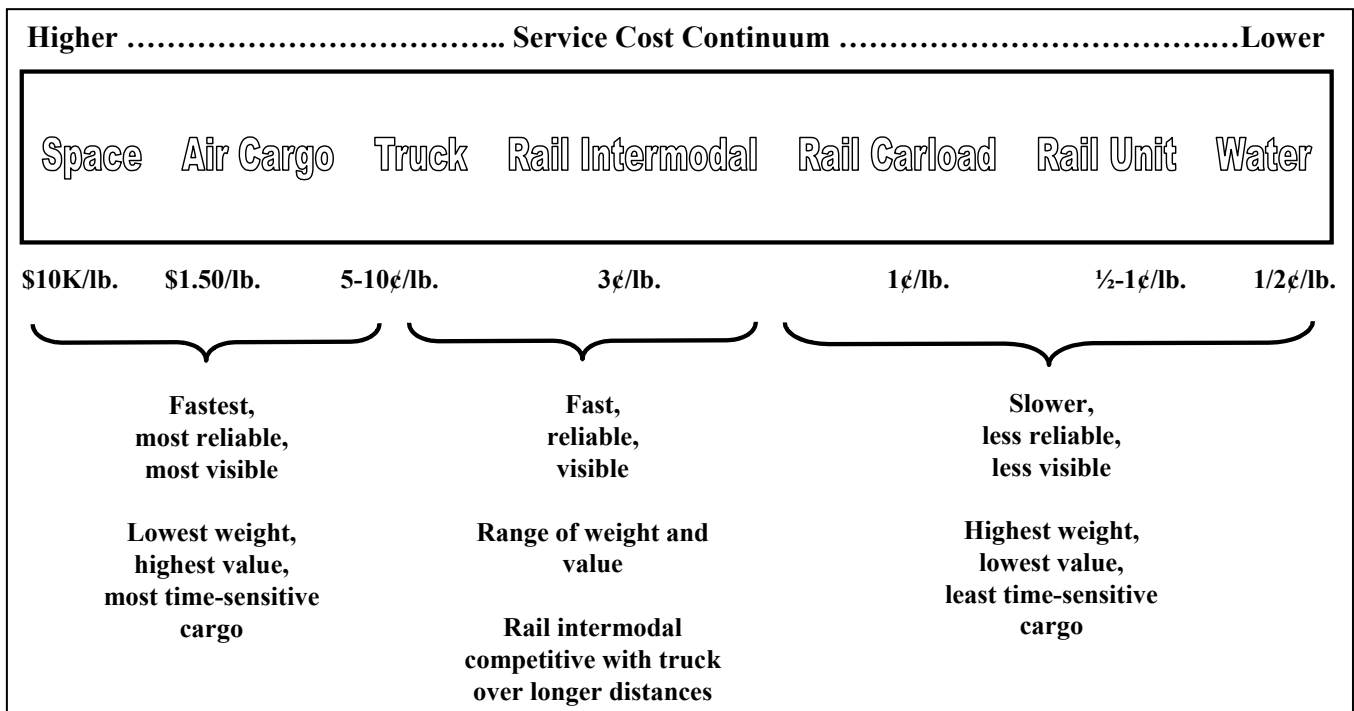 Higher ……………………………….. Service Cost Continuum ……………………………….…Lower
Space Air Cargo Truck Rail Intermodal Rail Carload Rail Unit Water
$10K/lb. $1.50/lb. 5-10¢/lb. 3¢/lb. 1¢/lb. ½-1¢/lb. 1/2¢/lb.
Fastest,
most reliable,
most visible
Lowest weight,
highest value,
most time-sensitive
cargo
Fast,
reliable,
visible
Range of weight and
value
Rail intermodal
competitive with truck
over longer distances
Slower,
less reliable,
less visible
Highest weight,
lowest value,
least time-sensitive
cargo